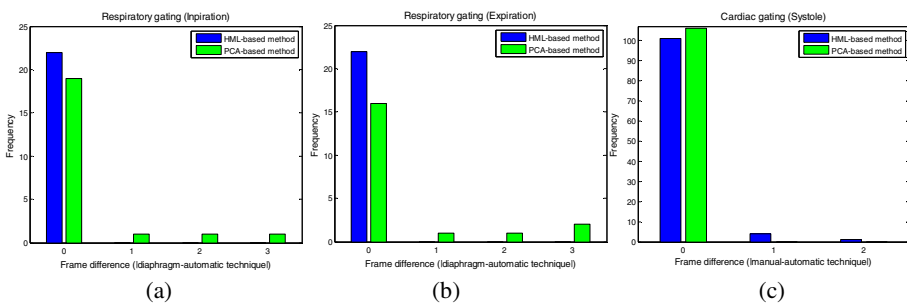 Respiratory gating (Inpiration)
25
20
15
10
5
0
Frequency
HML-based method
PCA-based method
0 1 2 3
Frame difference (|diaphragm-automatic technique|)
(a)
Respiratory gating (Expiration)
25
20
15
10
5
0
Frequency
HML-based method
PCA-based method
0 1 2 3
Frame difference (|diaphragm-automatic technique|)
(b)
Cardiac gating (Systole)
100
90
80
70
60
50
40
30
20
10
0
Frequency
HML-based method
PCA-based method
0 1 2
Frame difference (|manual-automatic technique|)
(c)